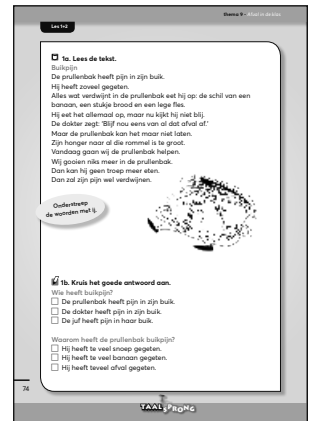 thema 9 - Afval in de klas
Les 1+2
1a. Lees de tekst.
Buikpijn
De prullenbak heeft pijn in zijn buik.
Hij heeft zoveel gegeten.
Alles wat verdwijnt in de prullenbak eet hij op: de schil van een
banaan, een stukje brood en een lege fles.
Hij eet het allemaal op, maar nu kijkt hij niet blij.
De dokter zegt: 'Blijf nou eens van al dat afval af.'
Maar de prullenbak kan het maar niet laten.
Zijn honger naar al die rommel is te groot.
Vandaag gaan wij de prullenbak helpen.
Wij gooien niks meer in de prullenbak.
Dan kan hij geen troep meer eten.
Dan zal zijn pijn wel verdwijnen.
Onderstreep
de woorden met ij.
1b. Kruis het goede antwoord aan.
Wie heeft buikpijn?
De prullenbak heeft pijn in zijn buik.
De dokter heeft pijn in zijn buik.
De juf heeft pijn in haar buik.
Waarom heeft de prullenbak buikpijn?
Hij heeft te veel snoep gegeten.
Hij heeft te veel banaan gegeten.
Hij heeft teveel afval gegeten.
74
TAALSPRONG